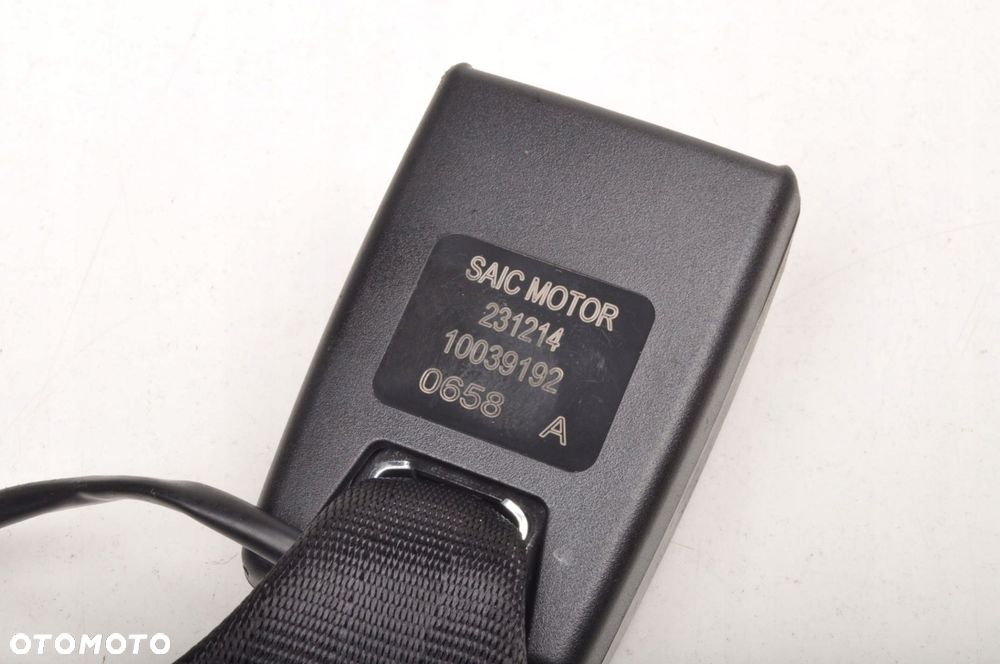 SAIC MOTOR
231214
10039192
0658 A
OTOMOTO